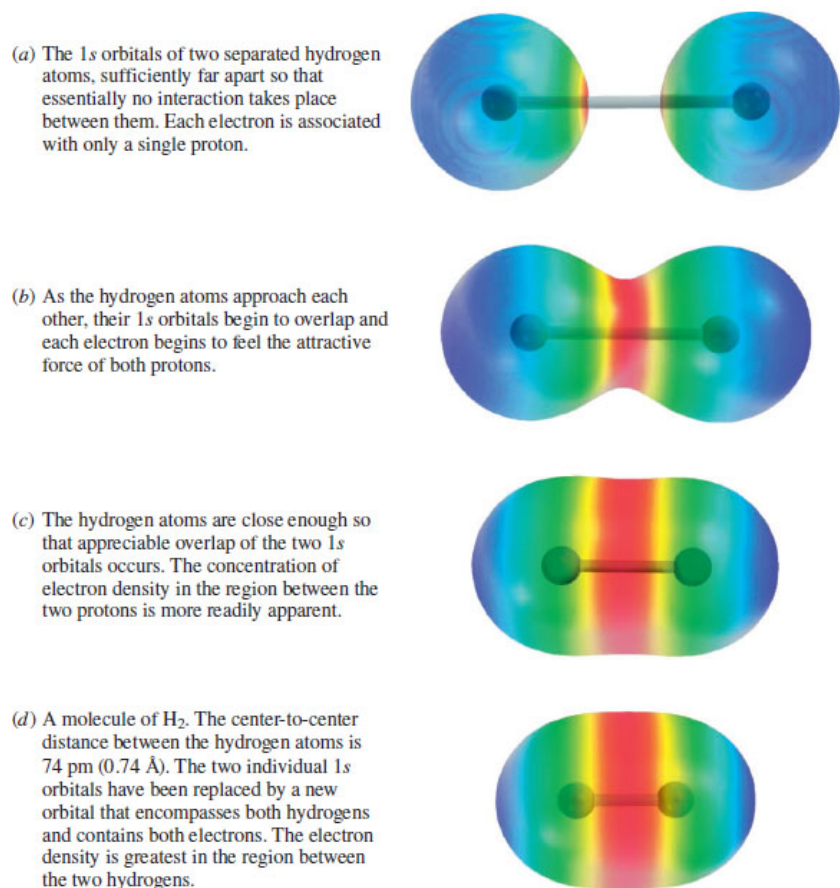 (a) The 1s orbitals of two separated hydrogen
atoms, sufficiently far apart so that
essentially no interaction takes place
between them. Each electron is associated
with only a single proton.
(b) As the hydrogen atoms approach each
other, their 1s orbitals begin to overlap and
each electron begins to feel the attractive
force of both protons.
(c) The hydrogen atoms are close enough so
that appreciable overlap of the two 1s
orbitals occurs. The concentration of
electron density in the region between the
two protons is more readily apparent.
(d) A molecule of H₂. The center-to-center
distance between the hydrogen atoms is
74 pm (0.74 Å). The two individual 1s
orbitals have been replaced by a new
orbital that encompasses both hydrogens
and contains both electrons. The electron
density is greatest in the region between
the two hydrogens.